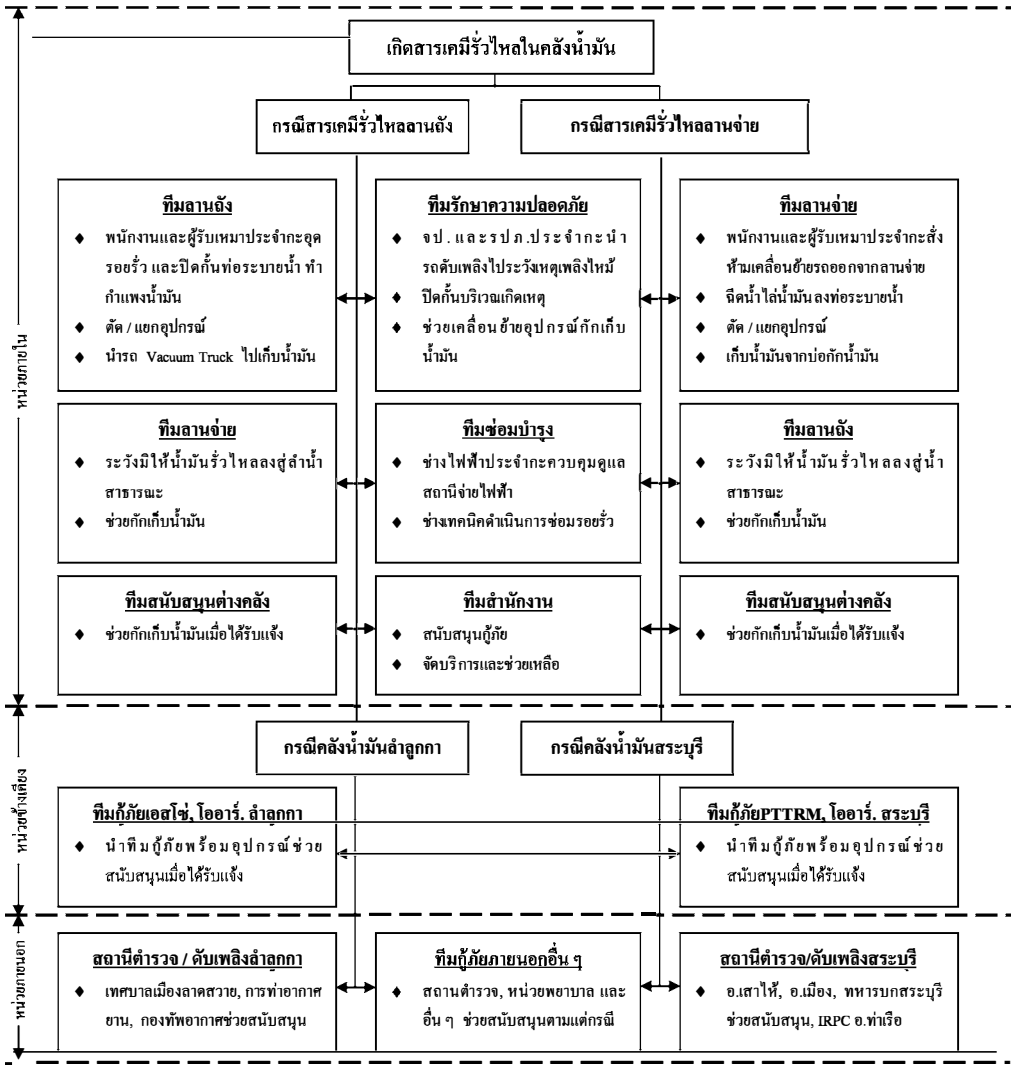 เกิดสารเคมีรั่วไหลในคลังน้ำมัน
กรณีสารเคมีรั่วไหลลานถัง
กรณีสารเคมีรั่วไหลลานจ่าย
หน่วยภายใน
ทีมลานถัง
♦ พนักงานและผู้รับเหมาประจำกะอุด
รอยรั่ว และปิดกั้นท่อระบายน้ำ ทำ
กำแพงน้ำมัน
♦ ตัด / แยกอุปกรณ์
♦ นำรถ Vacuum Truck ไปเก็บน้ำมัน
ทีมรักษาความปลอดภัย
♦ จป. และรปภ.ประจำกะนำ
รถดับเพลิงไประวังเหตุเพลิงไหม้
♦ ปิดกั้นบริเวณเกิดเหตุ
♦ ช่วยเคลื่อนย้ายอุปกรณ์กักเก็บ
น้ำมัน
ทีมลานจ่าย
♦ พนักงานและผู้รับเหมาประจำกะสั่ง
ห้ามเคลื่อนย้ายรถออกจากลานจ่าย
♦ ฉีดน้ำไล่น้ำมันลงท่อระบายน้ำ
♦ ตัด / แยกอุปกรณ์
♦ เก็บน้ำมันจากบ่อกักน้ำมัน
ทีมลานจ่าย
♦ ระวังมิให้น้ำมันรั่วไหลลงสู่ลำน้ำ
สาธารณะ
♦ ช่วยกักเก็บน้ำมัน
ทีมซ่อมบำรุง
♦ ช่างไฟฟ้าประจำกะควบคุมดูแล
สถานีจ่ายไฟฟ้า
♦ ช่างเทคนิคดำเนินการซ่อมรอยรั่ว
ทีมลานถัง
♦ ระวังมิให้น้ำมันรั่วไหลลงสู่น้ำ
สาธารณะ
♦ ช่วยกักเก็บน้ำมัน
ทีมสนับสนุนต่างคลัง
♦ ช่วยกักเก็บน้ำมันเมื่อได้รับแจ้ง
ทีมสำนักงาน
♦ สนับสนุนกู้ภัย
♦ จัดบริการและช่วยเหลือ
ทีมสนับสนุนต่างคลัง
♦ ช่วยกักเก็บน้ำมันเมื่อได้รับแจ้ง
หน่วยข้างเคียง
กรณีคลังน้ำมันลำลูกกา
กรณีคลังน้ำมันสระบุรี
ทีมกู้ภัยเอสโซ่, โออาร์. ลำลูกกา
♦ นำทีมกู้ภัยพร้อมอุปกรณ์ช่วย
สนับสนุนเมื่อได้รับแจ้ง
ทีมกู้ภัยPTTRM, โออาร์. สระบุรี
♦ นำทีมกู้ภัยพร้อมอุปกรณ์ช่วย
สนับสนุนเมื่อได้รับแจ้ง
หน่วยภายนอก
สถานีตำรวจ / ดับเพลิงลำลูกกา
♦ เทศบาลเมืองลาดสวาย, การท่าอากาศ
ยาน, กองทัพอากาศช่วยสนับสนุน
ทีมกู้ภัยภายนอกอื่น ๆ
♦ สถานตำรวจ, หน่วยพยาบาล และ
อื่น ๆ ช่วยสนับสนุนตามแต่กรณี
สถานีตำรวจ/ดับเพลิงสระบุรี
♦ อ.เสาไห้, อ.เมือง, ทหารบกสระบุรี
ช่วยสนับสนุน, IRPC อ.ท่าเรือ